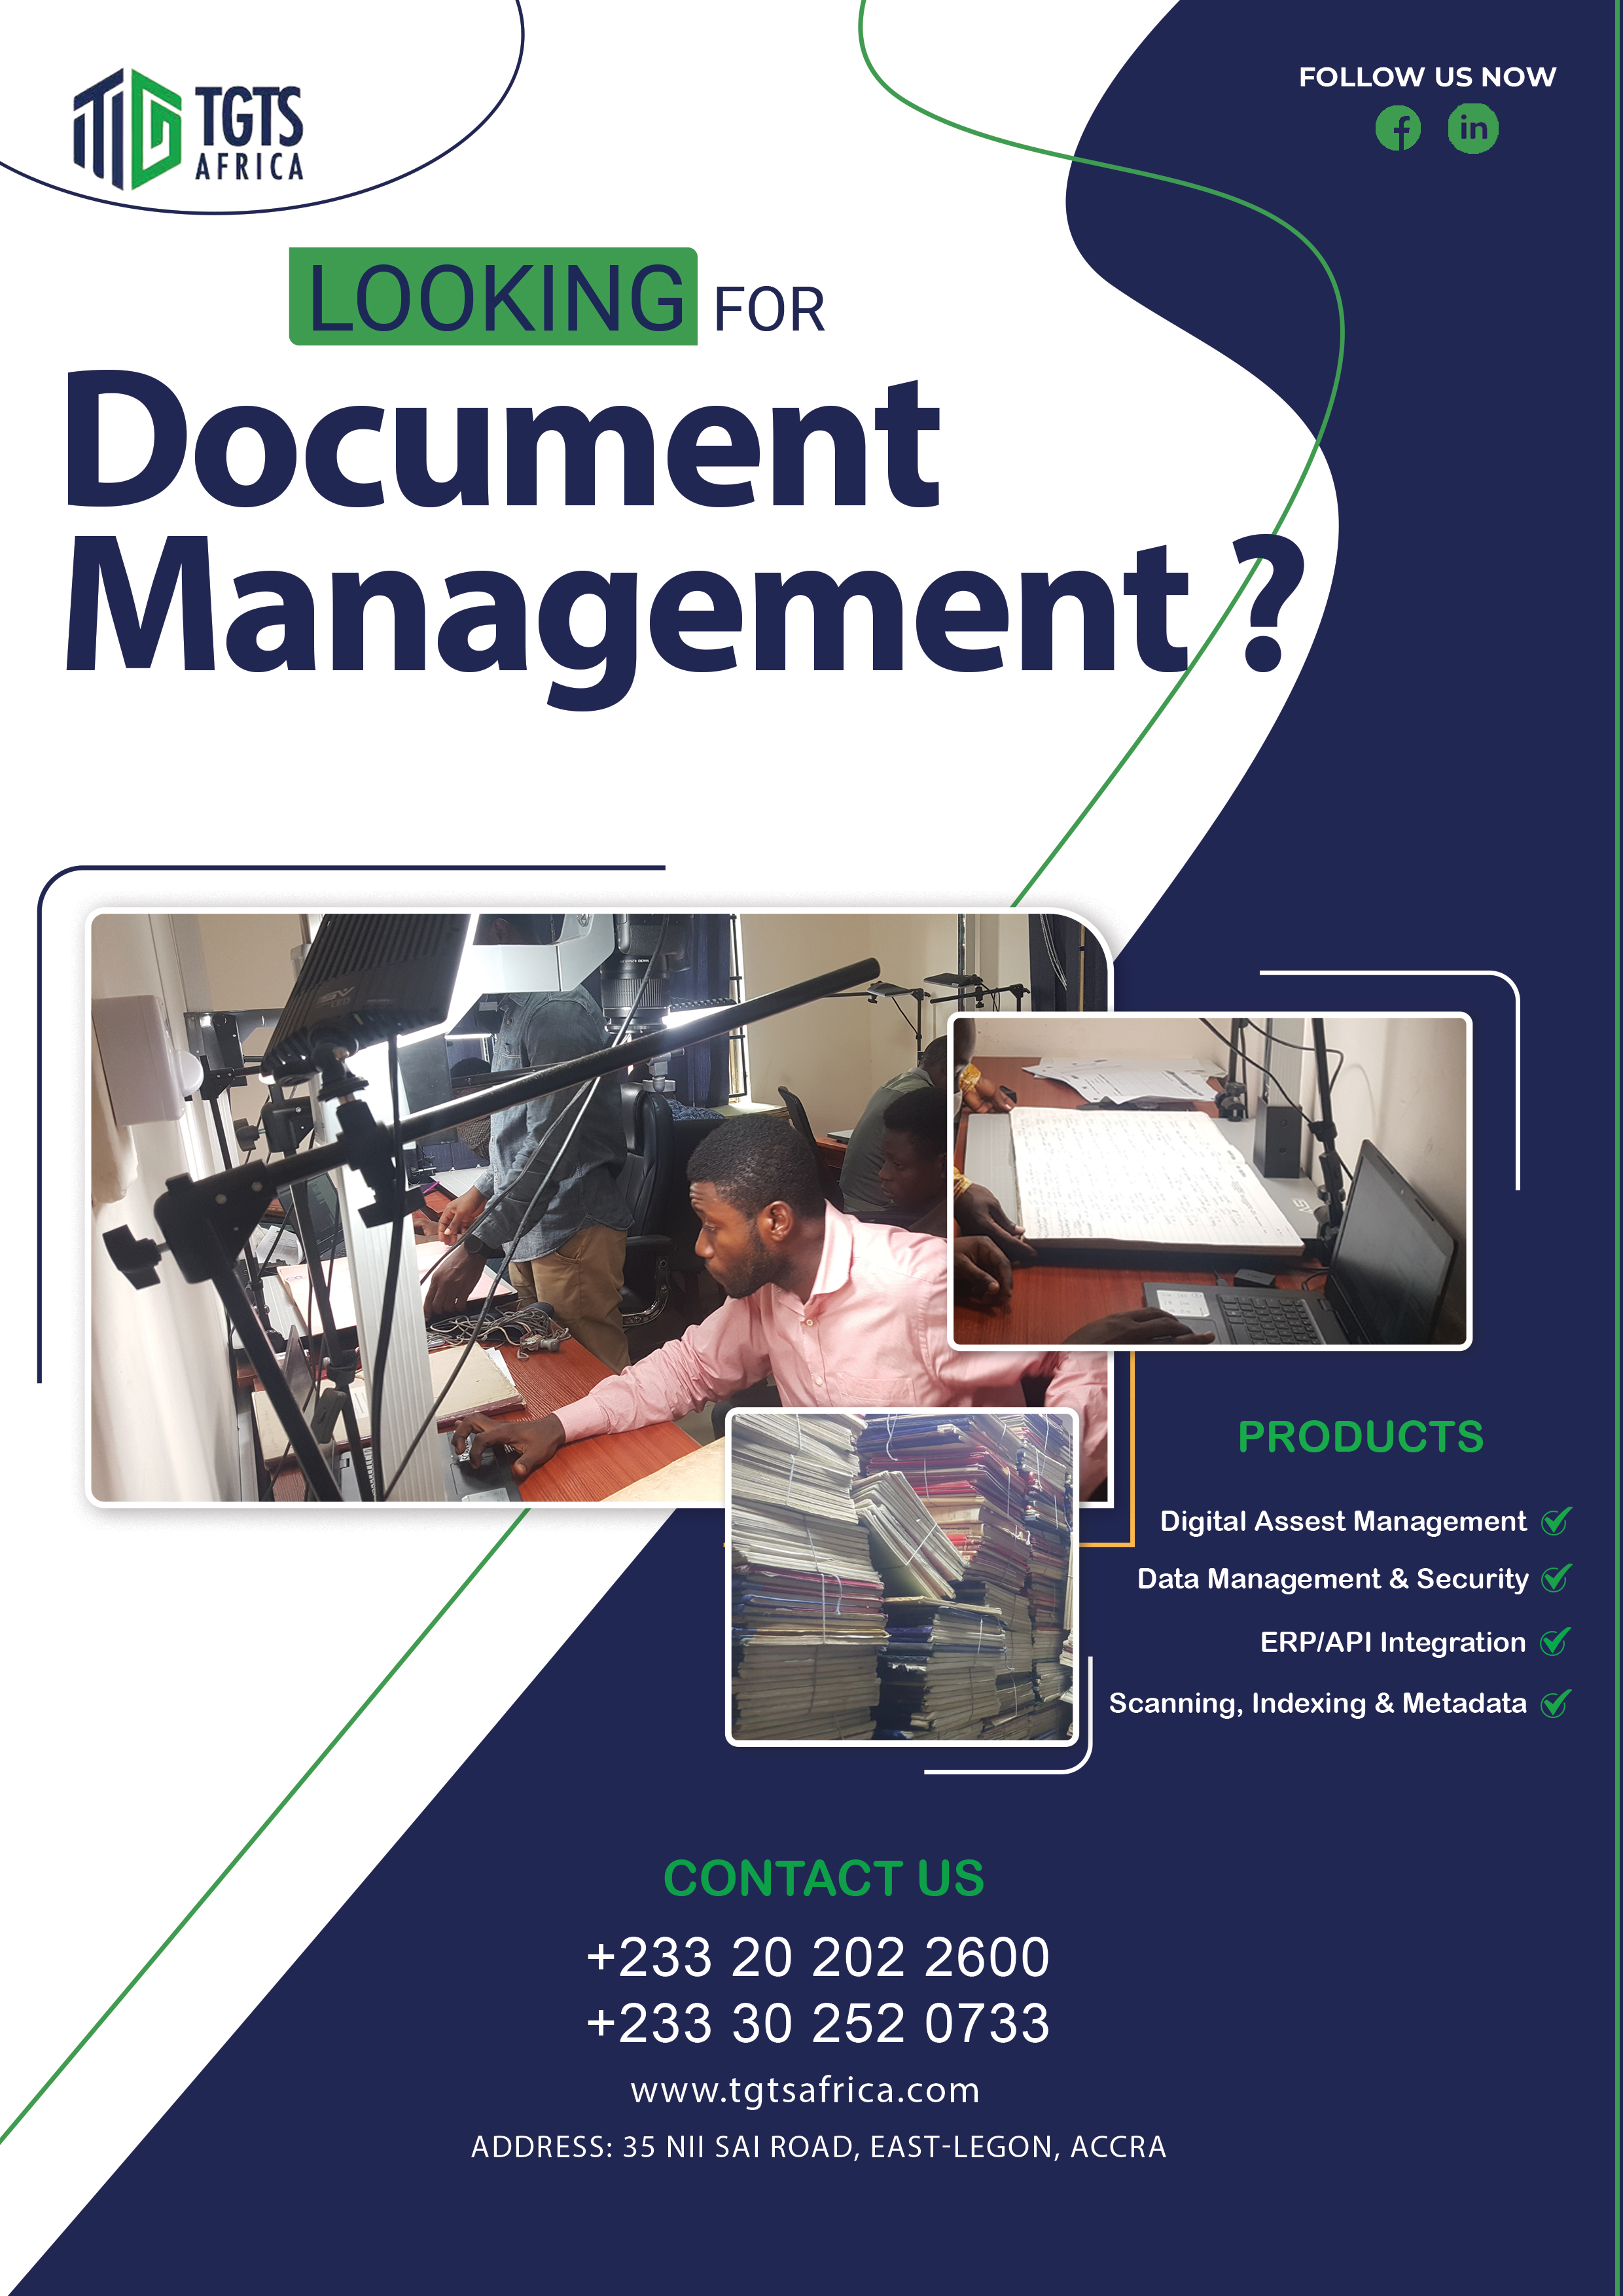 TGTS
AFRICA
FOLLOW US NOW
LOOKING FOR
Document
Management ?
PRODUCTS
Digital Assest Management
Data Management & Security
ERP/API Integration
Scanning, Indexing & Metadata
CONTACT US
+233 20 202 2600
+233 30 252 0733
www.tgtsafrica.com
ADDRESS: 35 NII SAI ROAD, EAST-LEGON, ACCRA